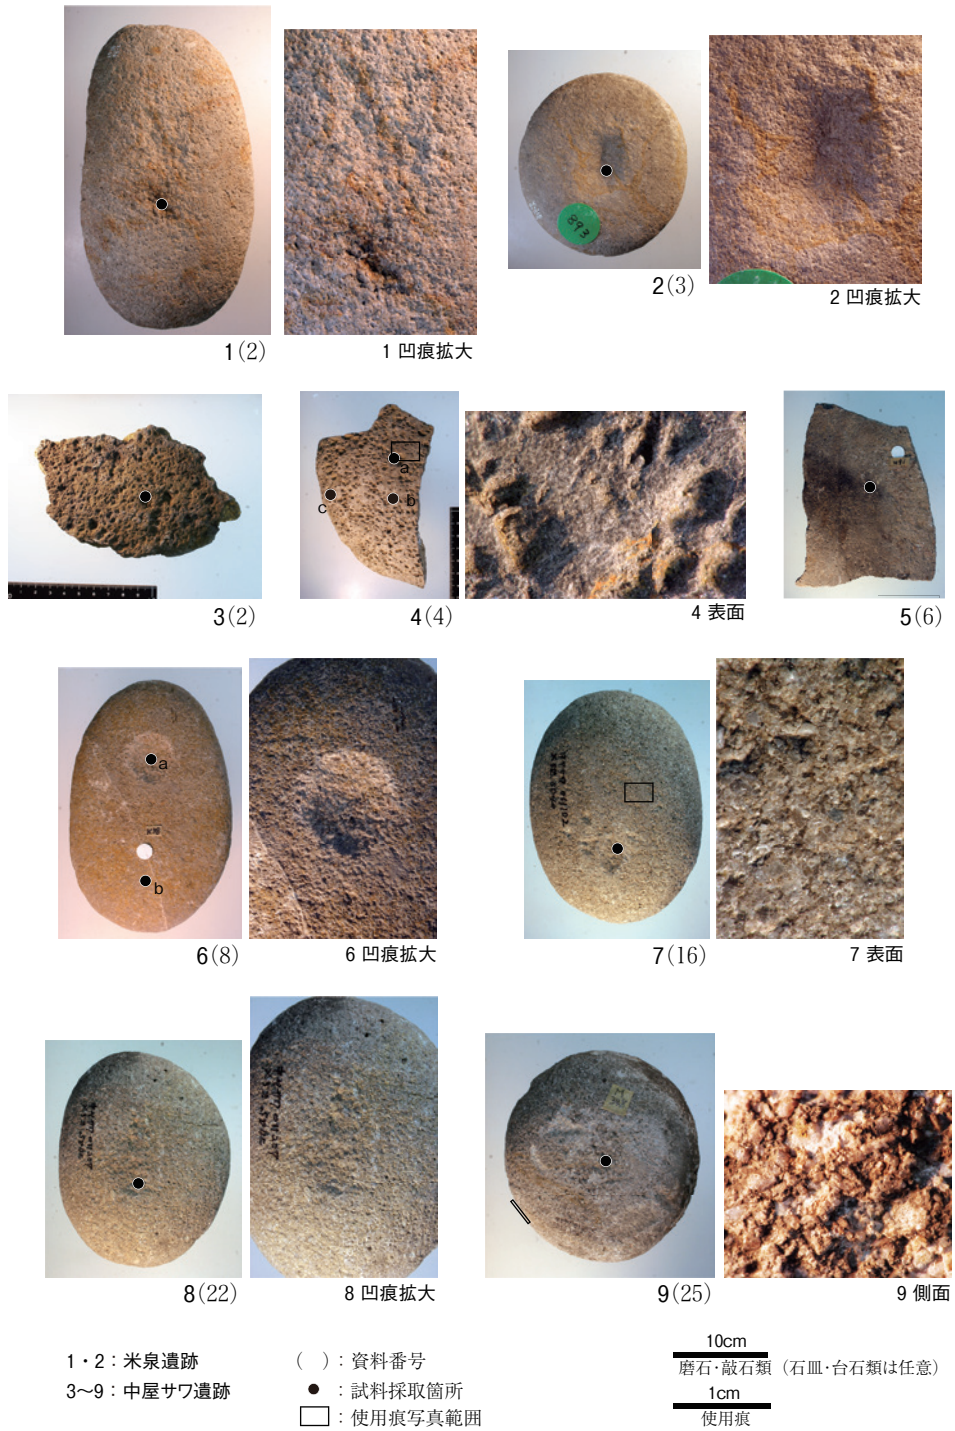 893
1(2)
1 凹痕拡大
2(3)
2 凹痕拡大
a
b
c
3(2)
4(4)
4 表面
5(6)
a
b
6(8)
6 凹痕拡大
7(16)
7 表面
8(22)
8 凹痕拡大
9(25)
9 側面
1・2：米泉遺跡
3〜9：中屋サワ遺跡
(　)：資料番号
●：試料採取箇所
：使用痕写真範囲
10cm
磨石・敲石類（石皿・台石類は任意）
1cm
使用痕